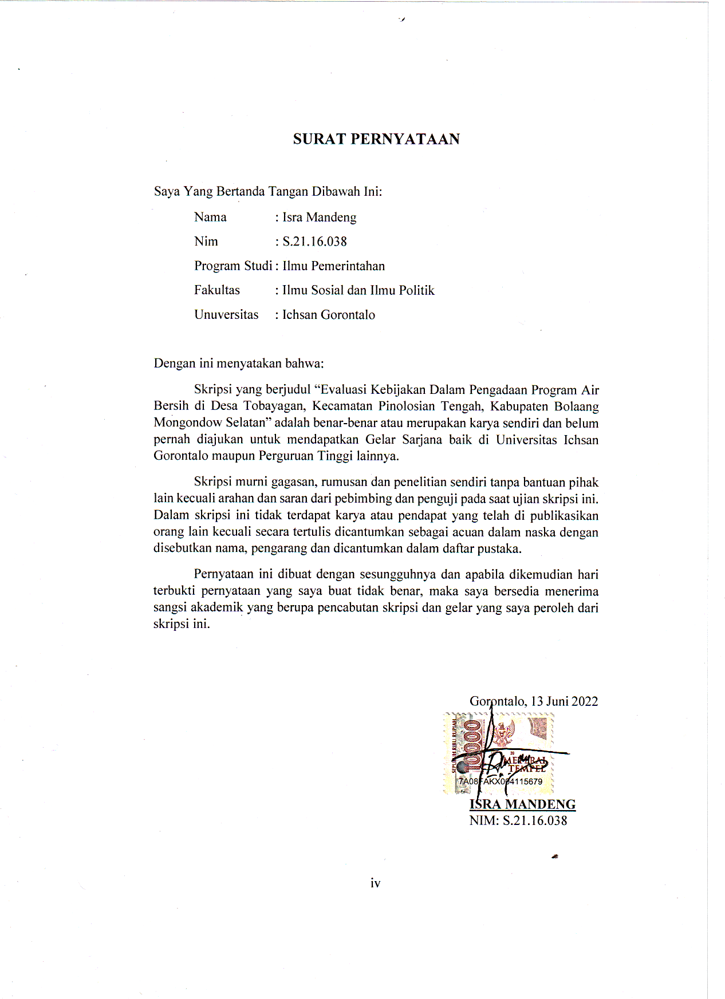 SURAT PERNYATAAN
Saya Yang Bertanda Tangan Dibawah Ini:
Nama : Isra Mandeng
Nim : S.21.16.038
Program Studi : Ilmu Pemerintahan
Fakultas : Ilmu Sosial dan Ilmu Politik
Unuversitas : Ichsan Gorontalo
Dengan ini menyatakan bahwa:
Skripsi yang berjudul “Evaluasi Kebijakan Dalam Pengadaan Program Air
Bersih di Desa Tobayagan, Kecamatan Pinolosian Tengah, Kabupaten Bolaang
Mongondow Selatan” adalah benar-benar atau merupakan karya sendiri dan belum
pernah diajukan untuk mendapatkan Gelar Sarjana baik di Universitas Ichsan
Gorontalo maupun Perguruan Tinggi lainnya.
Skripsi murni gagasan, rumusan dan penelitian sendiri tanpa bantuan pihak
lain kecuali arahan dan saran dari pebimbing dan penguji pada saat ujian skripsi ini.
Dalam skripsi ini tidak terdapat karya atau pendapat yang telah di publikasikan
orang lain kecuali secara tertulis dicantumkan sebagai acuan dalam naska dengan
disebutkan nama, pengarang dan dicantumkan dalam daftar pustaka.
Pernyataan ini dibuat dengan sesungguhnya dan apabila dikemudian hari
terbukti pernyataan yang saya buat tidak benar, maka saya bersedia menerima
sangsi akademik yang berupa pencabutan skripsi dan gelar yang saya peroleh dari
skripsi ini.
Gorontalo, 13 Juni 2022
SEPULUH RIBU RUPIAH
10000
20
METERAI
TEMPEL
7A08FAKX004115679
ISRA MANDENG
NIM: S.21.16.038
iv